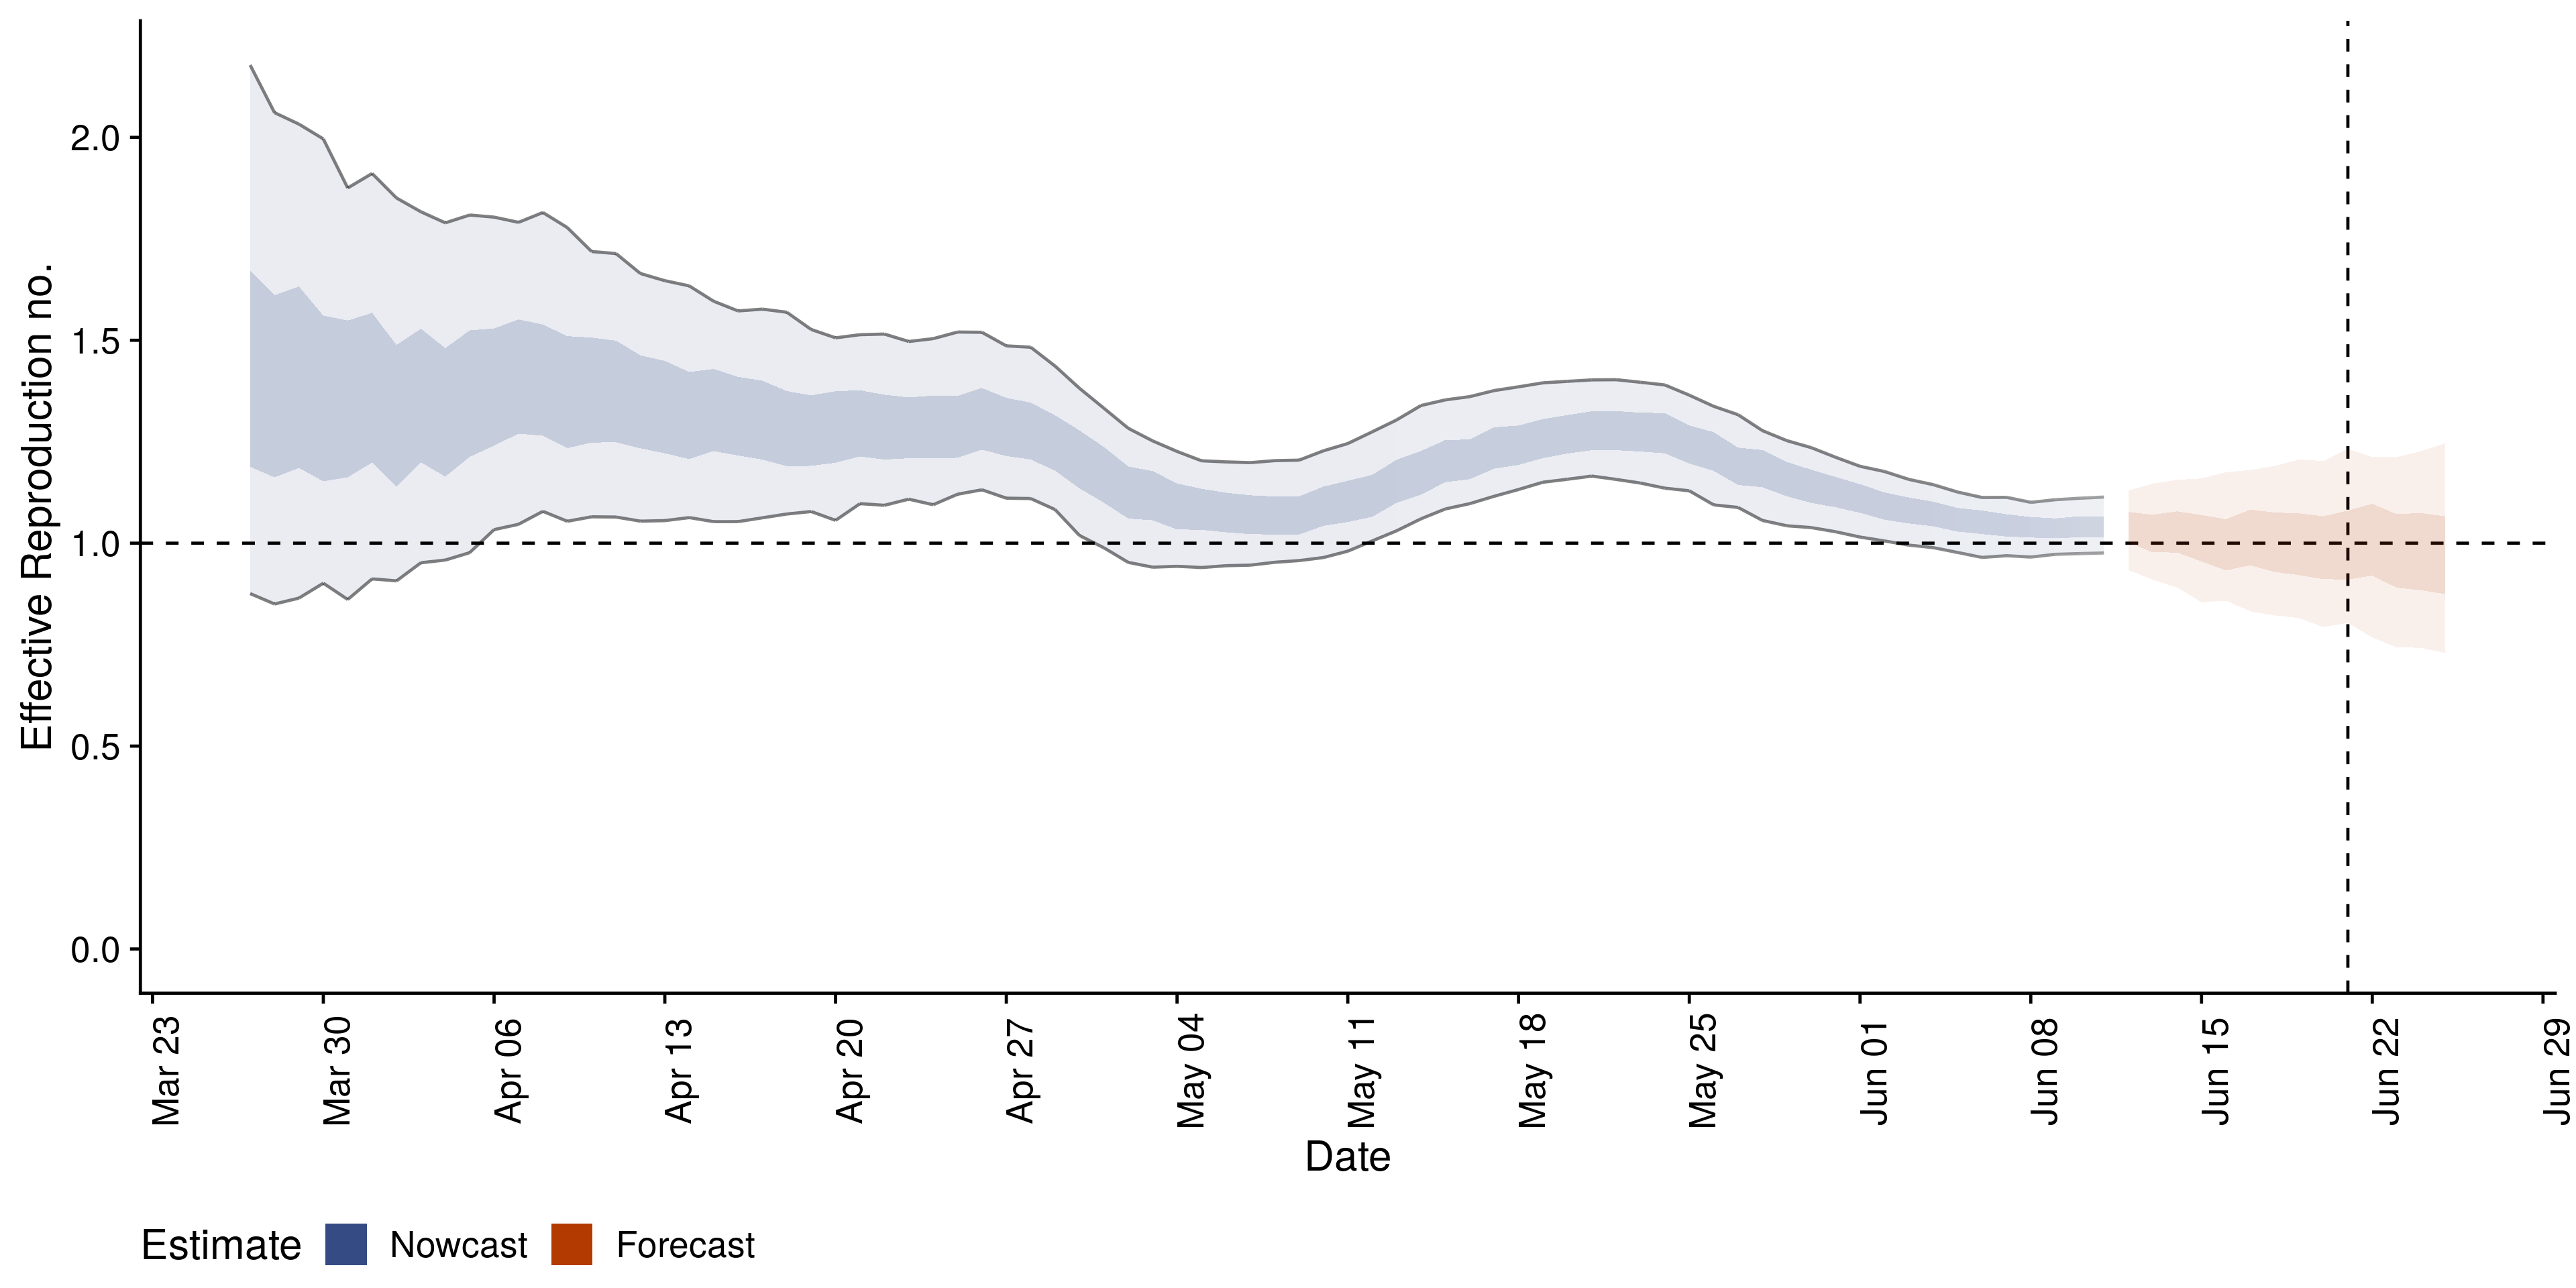 Effective Reproduction no.
2.0
1.5
1.0
0.5
0.0
Mar 23
Mar 30
Apr 06
Apr 13
Apr 20
Apr 27
May 04
May 11
May 18
May 25
Jun 01
Jun 08
Jun 15
Jun 22
Jun 29
Date
Estimate Nowcast Forecast